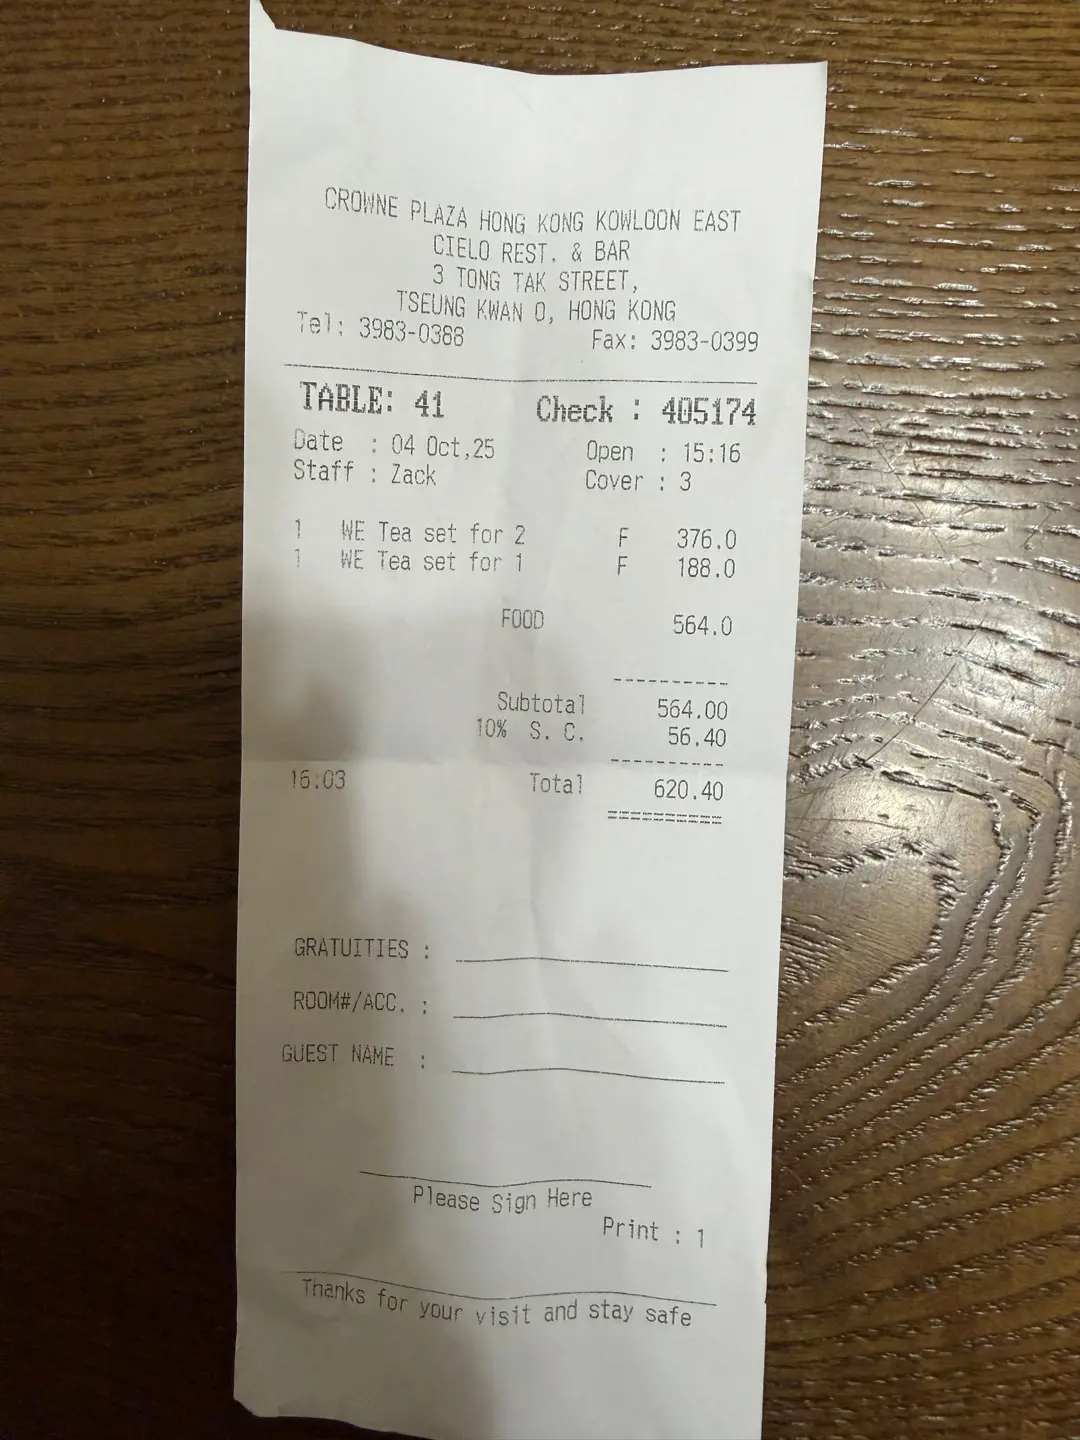 CROWNE PLAZA HONG KONG KOWLOON EAST
CIELO REST. & BAR
3 TONG TAK STREET,
TSEUNG KWAN O, HONG KONG
Tel: 3983-0388 Fax: 3983-0399
TABLE: 41 Check : 405174
Date : 04 Oct,25 Open : 15:16
Staff : Zack Cover : 3
1 WE Tea set for 2 F 376.0
1 WE Tea set for 1 F 188.0
FOOD 564.0
Subtotal 564.00
10% S. C. 56.40
16:03 Total 620.40
GRATUITIES :
ROOM#/ACC. :
GUEST NAME :
Please Sign Here
Print : 1
Thanks for your visit and stay safe